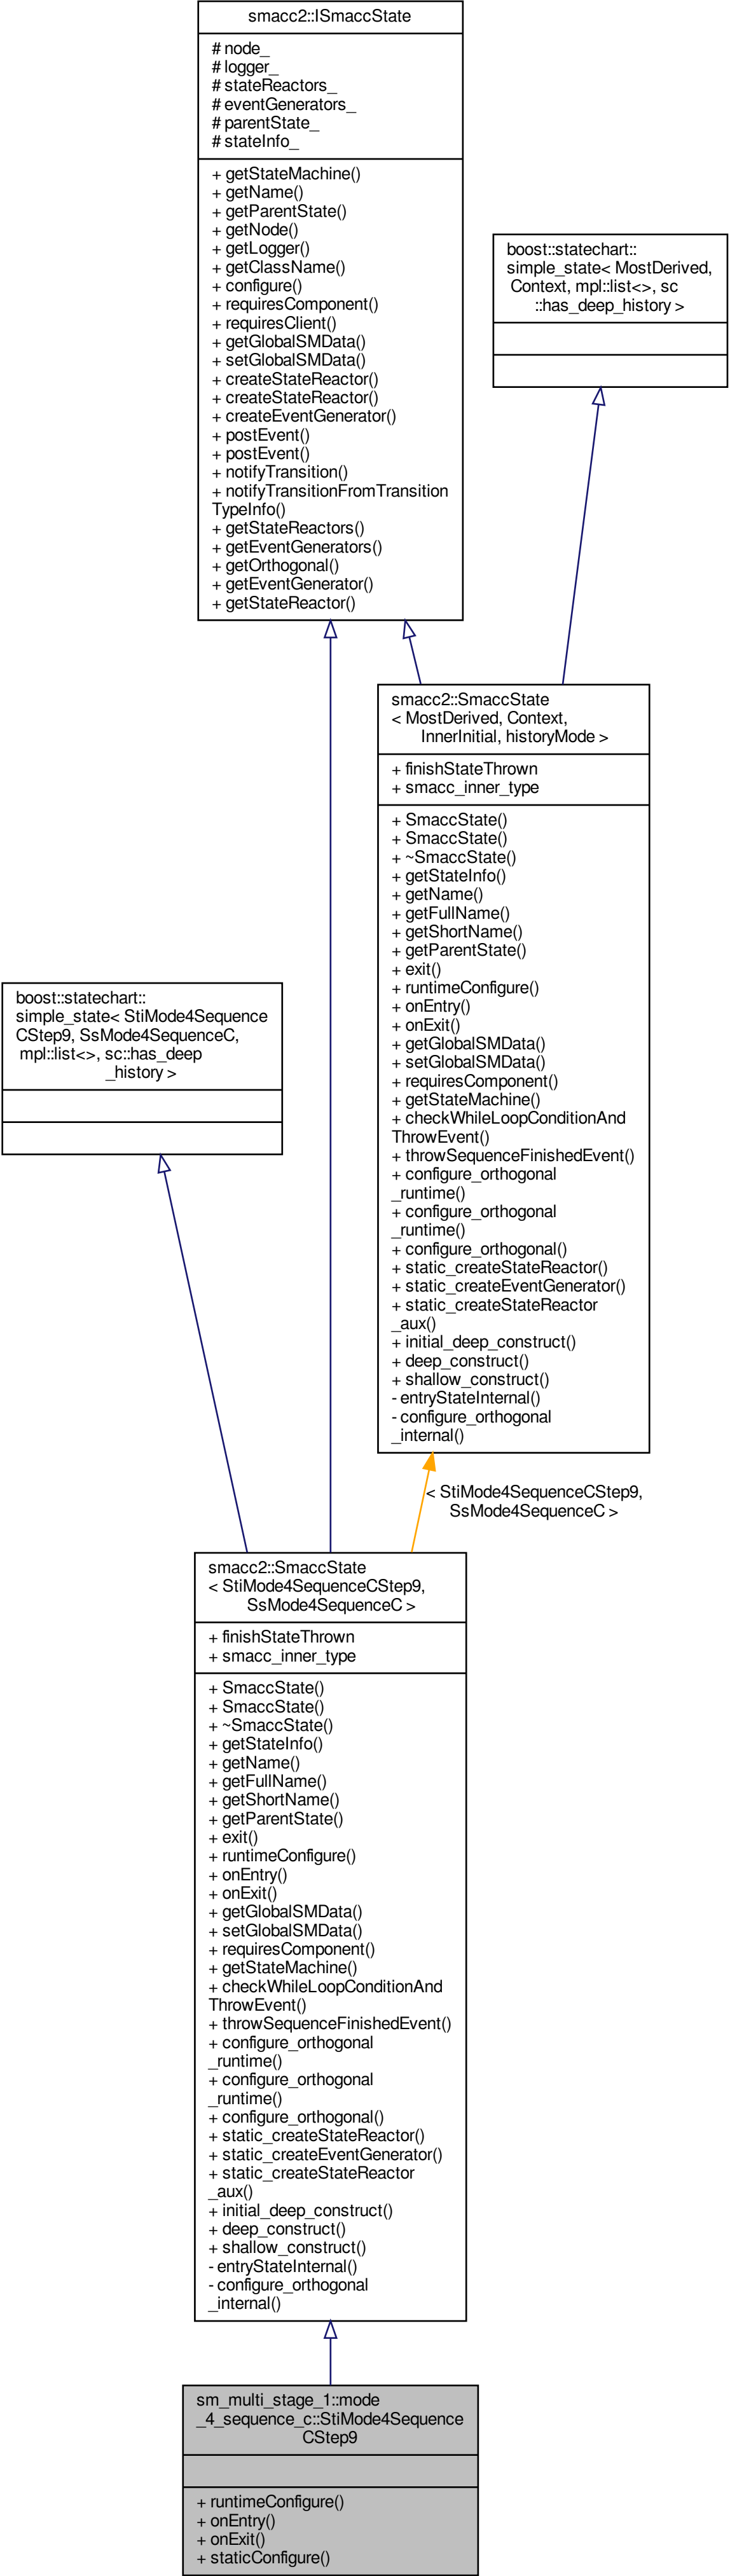 smacc2::ISmaccState
# node_
# logger_
# stateReactors_
# eventGenerators_
# parentState_
# stateInfo_
+ getStateMachine()
+ getName()
+ getParentState()
+ getNode()
+ getLogger()
+ getClassName()
+ configure()
+ requiresComponent()
+ requiresClient()
+ getGlobalSMData()
+ setGlobalSMData()
+ createStateReactor()
+ createStateReactor()
+ createEventGenerator()
+ postEvent()
+ postEvent()
+ notifyTransition()
+ notifyTransitionFromTransition
TypeInfo()
+ getStateReactors()
+ getEventGenerators()
+ getOrthogonal()
+ getEventGenerator()
+ getStateReactor()
boost::statechart::
simple_state< MostDerived,
Context, mpl::list<>, sc
::has_deep_history >
smacc2::SmaccState
< MostDerived, Context,
InnerInitial, historyMode >
+ finishStateThrown
+ smacc_inner_type
+ SmaccState()
+ SmaccState()
+ ~SmaccState()
+ getStateInfo()
+ getName()
+ getFullName()
+ getShortName()
+ getParentState()
+ exit()
+ runtimeConfigure()
+ onEntry()
+ onExit()
+ getGlobalSMData()
+ setGlobalSMData()
+ requiresComponent()
+ getStateMachine()
+ checkWhileLoopConditionAnd
ThrowEvent()
+ throwSequenceFinishedEvent()
+ configure_orthogonal
_runtime()
+ configure_orthogonal
_runtime()
+ configure_orthogonal()
+ static_createStateReactor()
+ static_createEventGenerator()
+ static_createStateReactor
_aux()
+ initial_deep_construct()
+ deep_construct()
+ shallow_construct()
- entryStateInternal()
- configure_orthogonal
_internal()
boost::statechart::
simple_state< StiMode4Sequence
CStep9, SsMode4SequenceC,
mpl::list<>, sc::has_deep
_history >
< StiMode4SequenceCStep9,
SsMode4SequenceC >
smacc2::SmaccState
< StiMode4SequenceCStep9,
SsMode4SequenceC >
+ finishStateThrown
+ smacc_inner_type
+ SmaccState()
+ SmaccState()
+ ~SmaccState()
+ getStateInfo()
+ getName()
+ getFullName()
+ getShortName()
+ getParentState()
+ exit()
+ runtimeConfigure()
+ onEntry()
+ onExit()
+ getGlobalSMData()
+ setGlobalSMData()
+ requiresComponent()
+ getStateMachine()
+ checkWhileLoopConditionAnd
ThrowEvent()
+ throwSequenceFinishedEvent()
+ configure_orthogonal
_runtime()
+ configure_orthogonal
_runtime()
+ configure_orthogonal()
+ static_createStateReactor()
+ static_createEventGenerator()
+ static_createStateReactor
_aux()
+ initial_deep_construct()
+ deep_construct()
+ shallow_construct()
- entryStateInternal()
- configure_orthogonal
_internal()
sm_multi_stage_1::mode
_4_sequence_c::StiMode4Sequence
CStep9
+ runtimeConfigure()
+ onEntry()
+ onExit()
+ staticConfigure()